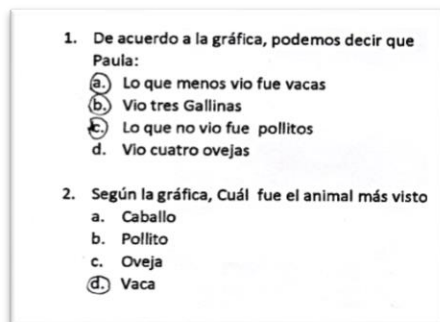 1. De acuerdo a la gráfica, podemos decir que
Paula:
a. Lo que menos vio fue vacas
b. Vio tres Gallinas
c. Lo que no vio fue pollitos
d. Vio cuatro ovejas
2. Según la gráfica, Cuál fue el animal más visto
a. Caballo
b. Pollito
c. Oveja
d. Vaca